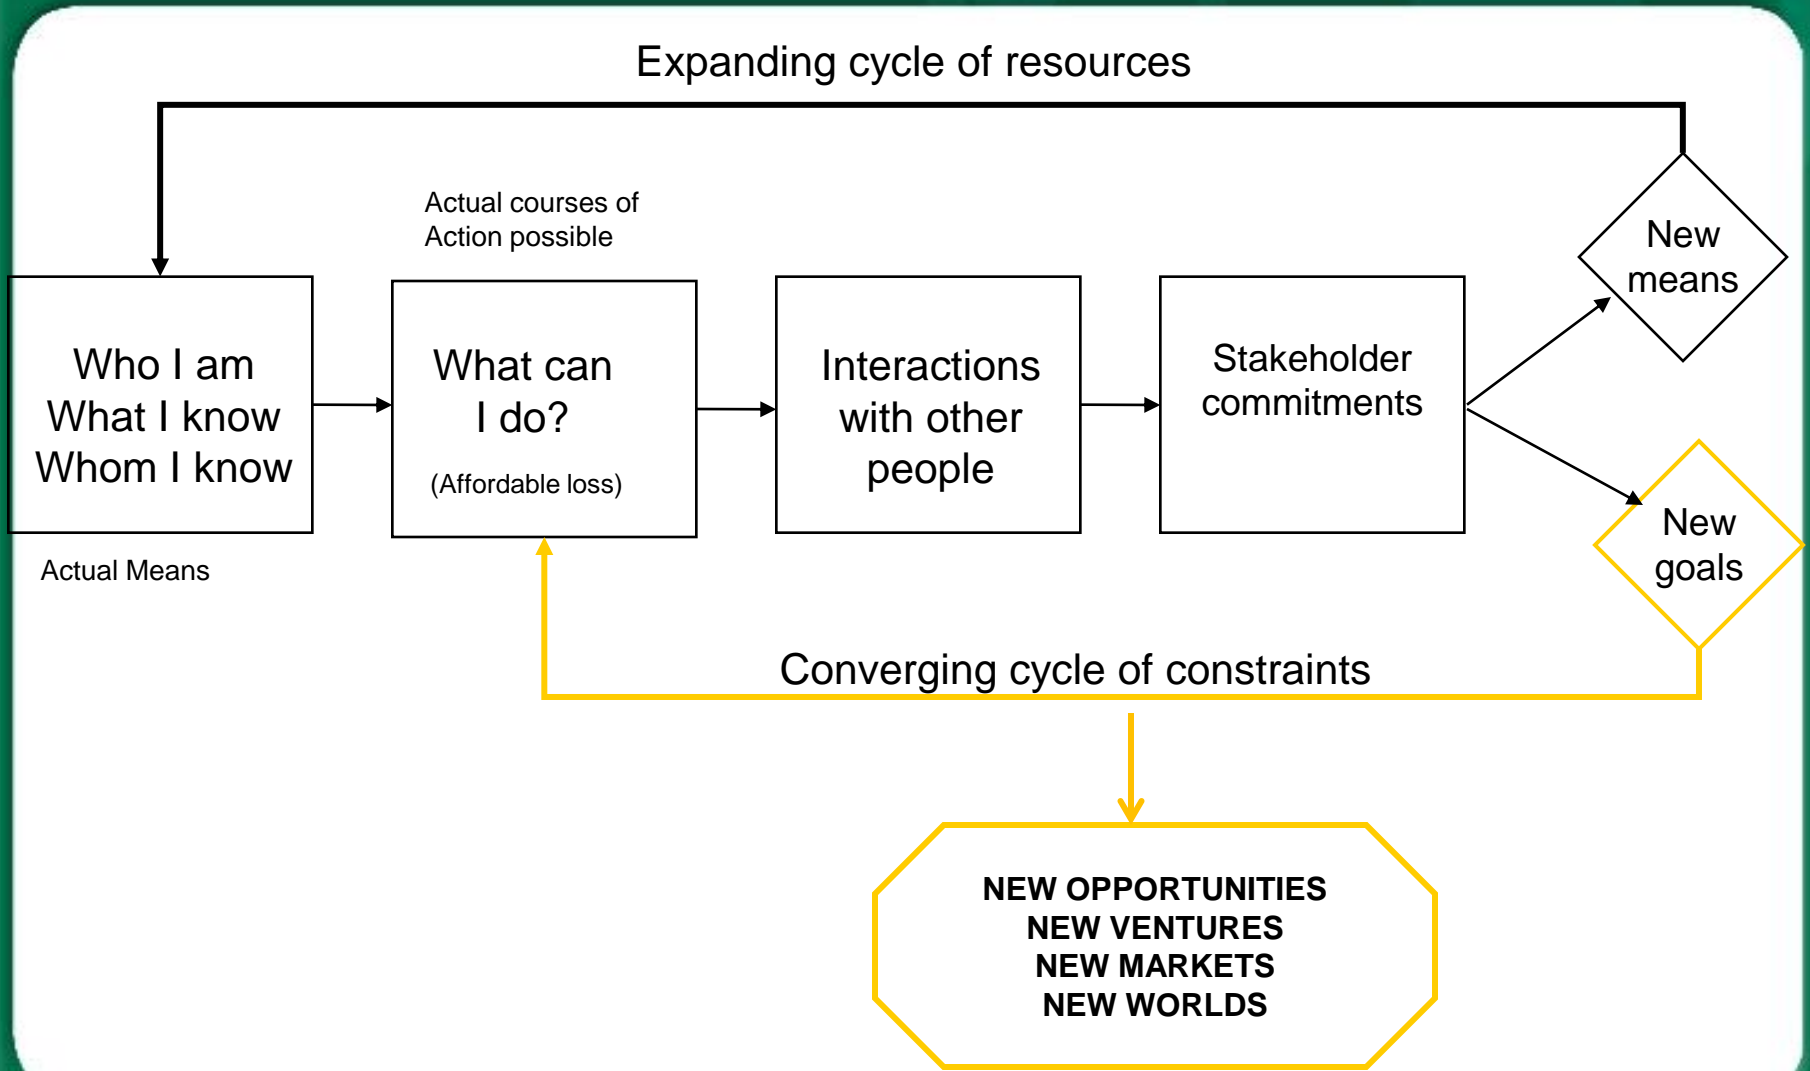 Expanding cycle of resources
Actual courses of
Action possible
New
means
Who I am
What I know
Whom I know
What can
I do?
(Affordable loss)
Interactions
with other
people
Stakeholder
commitments
New
goals
Actual Means
Converging cycle of constraints
NEW OPPORTUNITIES
NEW VENTURES
NEW MARKETS
NEW WORLDS